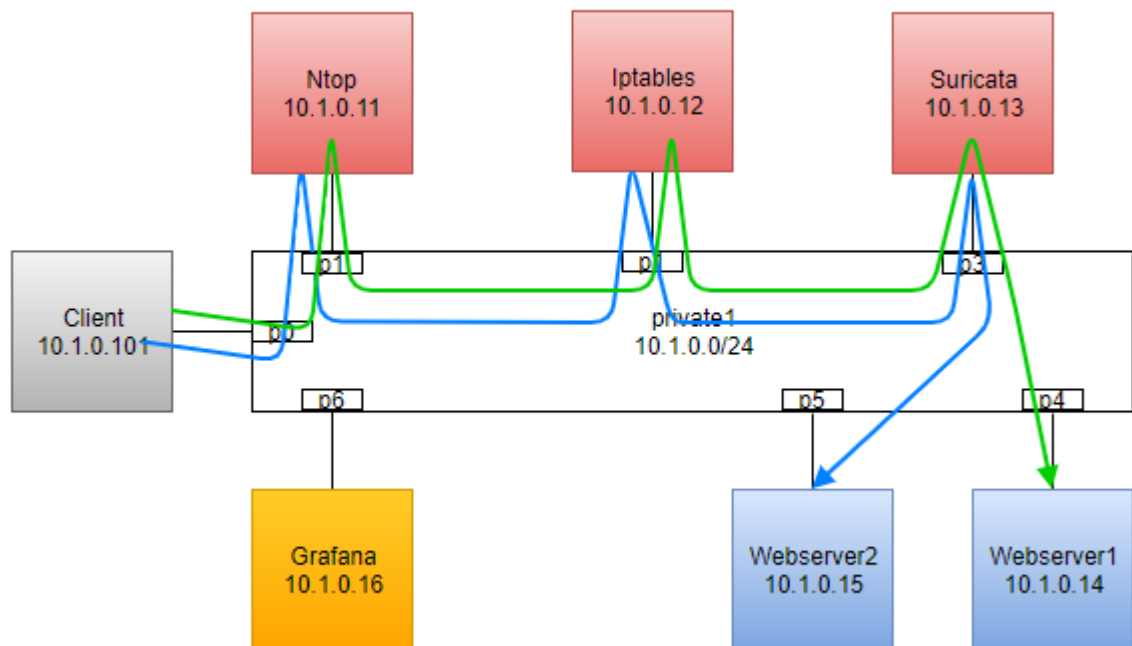 Ntop
10.1.0.11
Iptables
10.1.0.12
Suricata
10.1.0.13
p1
p3
Client
10.1.0.101
p0
private1
10.1.0.0/24
p6
p5
p4
Grafana
10.1.0.16
Webserver2
10.1.0.15
Webserver1
10.1.0.14